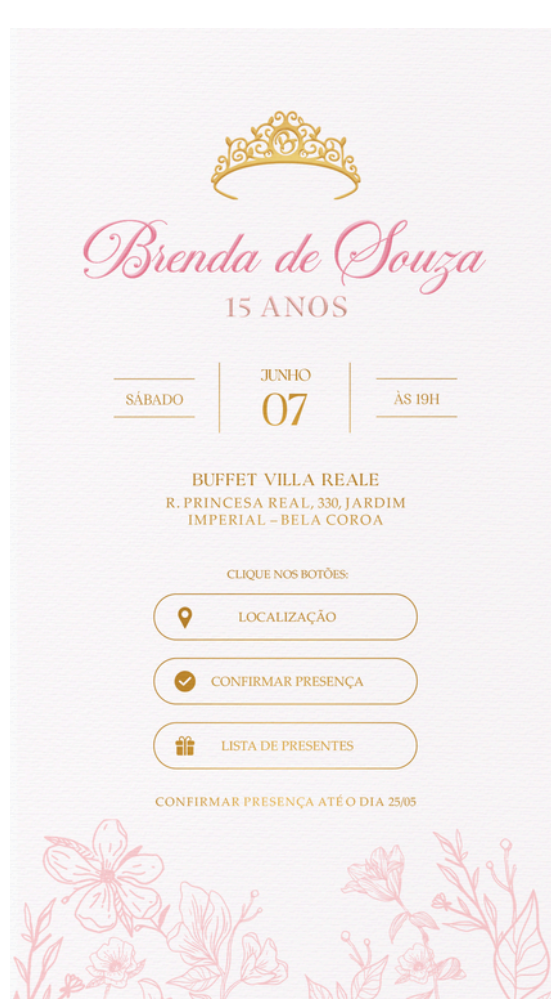 B
Brenda de Souza
15 ANOS
SÁBADO
JUNHO
07
ÀS 19H
BUFFET VILLA REALE
R. PRINCESA REAL, 330, JARDIM
IMPERIAL – BELA COROA
CLIQUE NOS BOTÕES:
LOCALIZAÇÃO
CONFIRMAR PRESENÇA
LISTA DE PRESENTES
CONFIRMAR PRESENÇA ATÉ O DIA 25/05